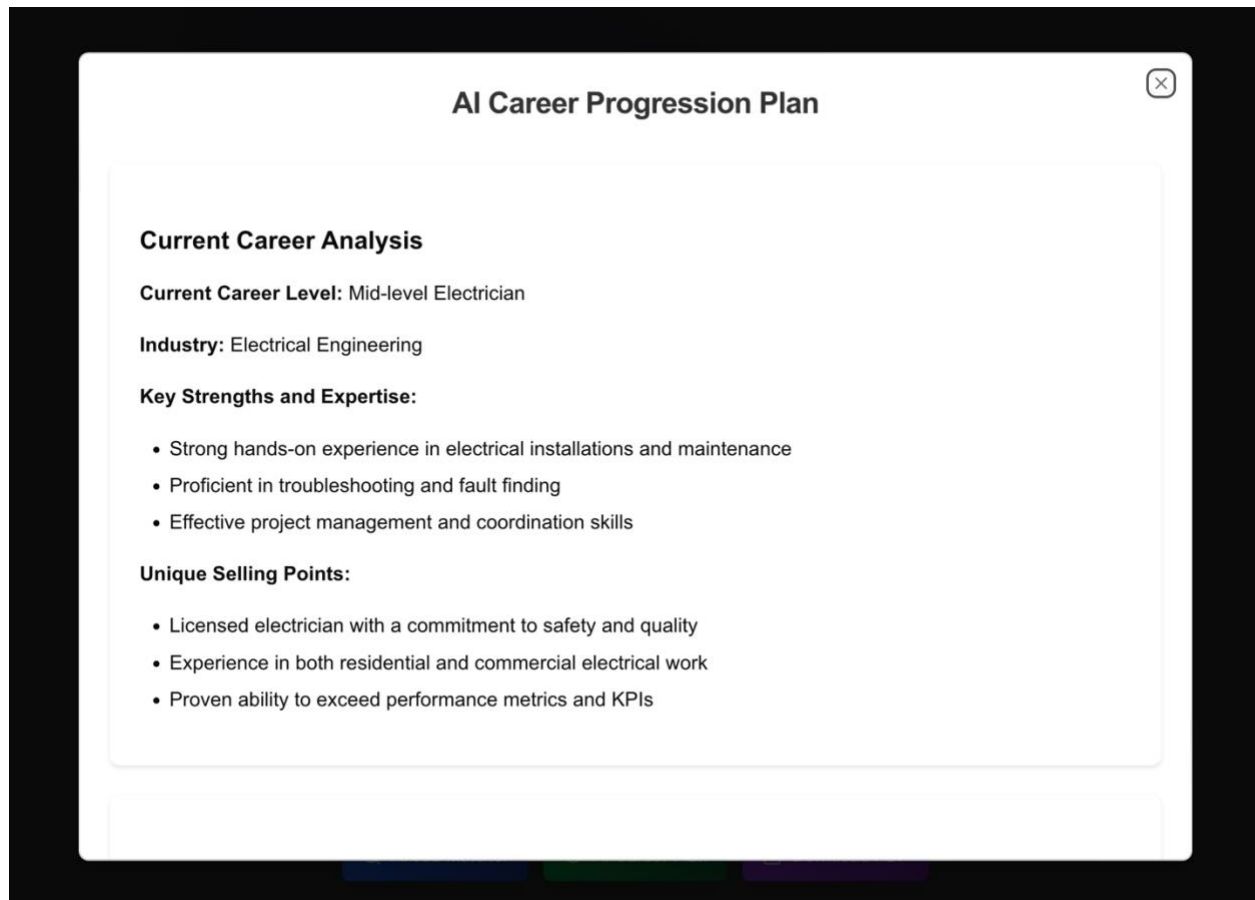 AI Career Progression Plan
Current Career Analysis
Current Career Level: Mid-level Electrician
Industry: Electrical Engineering
Key Strengths and Expertise:
• Strong hands-on experience in electrical installations and maintenance
• Proficient in troubleshooting and fault finding
• Effective project management and coordination skills
Unique Selling Points:
• Licensed electrician with a commitment to safety and quality
• Experience in both residential and commercial electrical work
• Proven ability to exceed performance metrics and KPIs